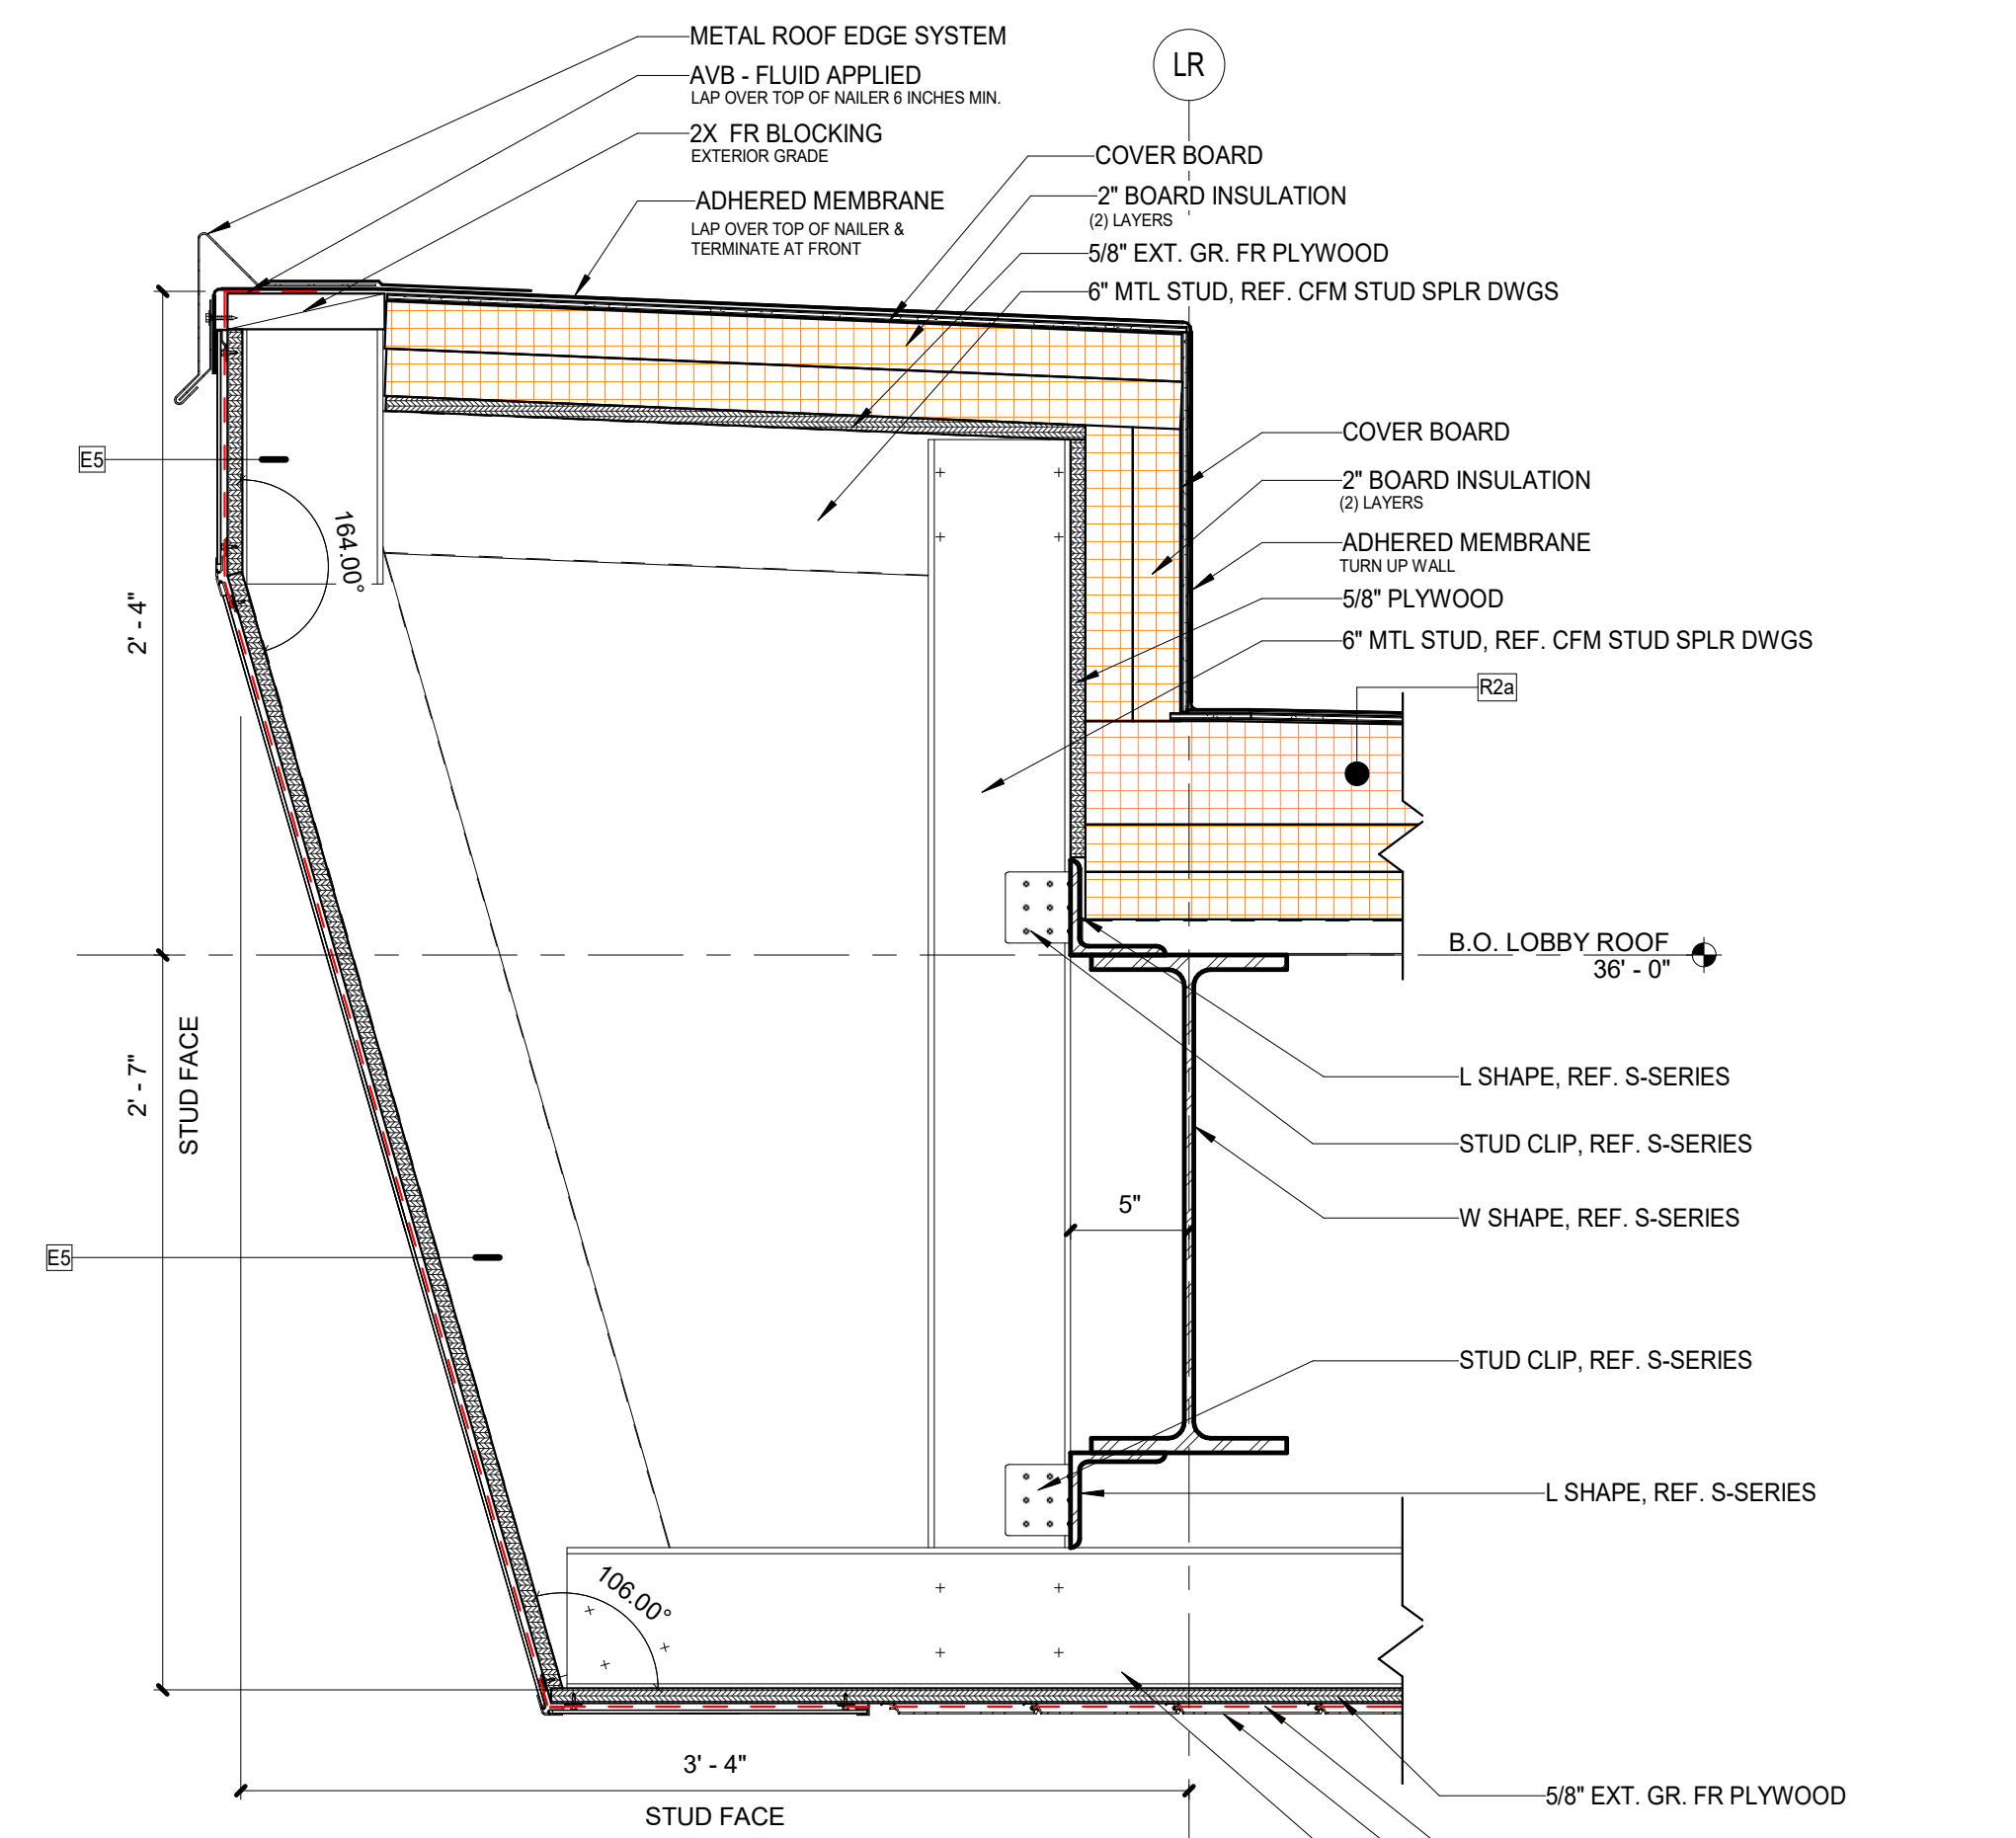 METAL ROOF EDGE SYSTEM
AVB - FLUID APPLIED
LAP OVER TOP OF NAILER 6 INCHES MIN.
2X FR BLOCKING
EXTERIOR GRADE
ADHERED MEMBRANE
LAP OVER TOP OF NAILER &
TERMINATE AT FRONT
LR
COVER BOARD
2" BOARD INSULATION
(2) LAYERS
5/8" EXT. GR. FR PLYWOOD
6" MTL STUD, REF. CFM STUD SPLR DWGS
COVER BOARD
2" BOARD INSULATION
(2) LAYERS
ADHERED MEMBRANE
TURN UP WALL
5/8" PLYWOOD
6" MTL STUD, REF. CFM STUD SPLR DWGS
R2a
E5
164.00°
2' - 4"
B.O. LOBBY ROOF
36' - 0"
2' - 7"
STUD FACE
L SHAPE, REF. S-SERIES
STUD CLIP, REF. S-SERIES
5"
W SHAPE, REF. S-SERIES
E5
STUD CLIP, REF. S-SERIES
L SHAPE, REF. S-SERIES
106.00°
3' - 4"
STUD FACE
5/8" EXT. GR. FR PLYWOOD